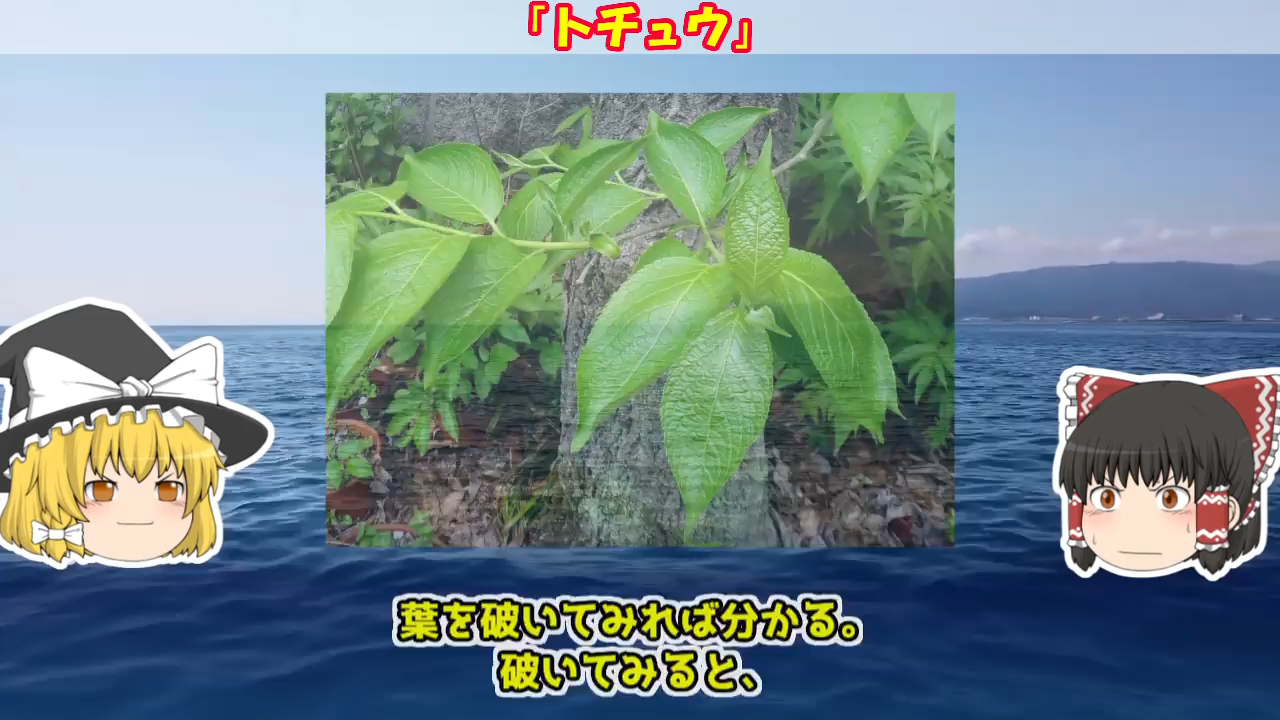 「トチュウ」
葉を破いてみれば分かる。
破いてみると、